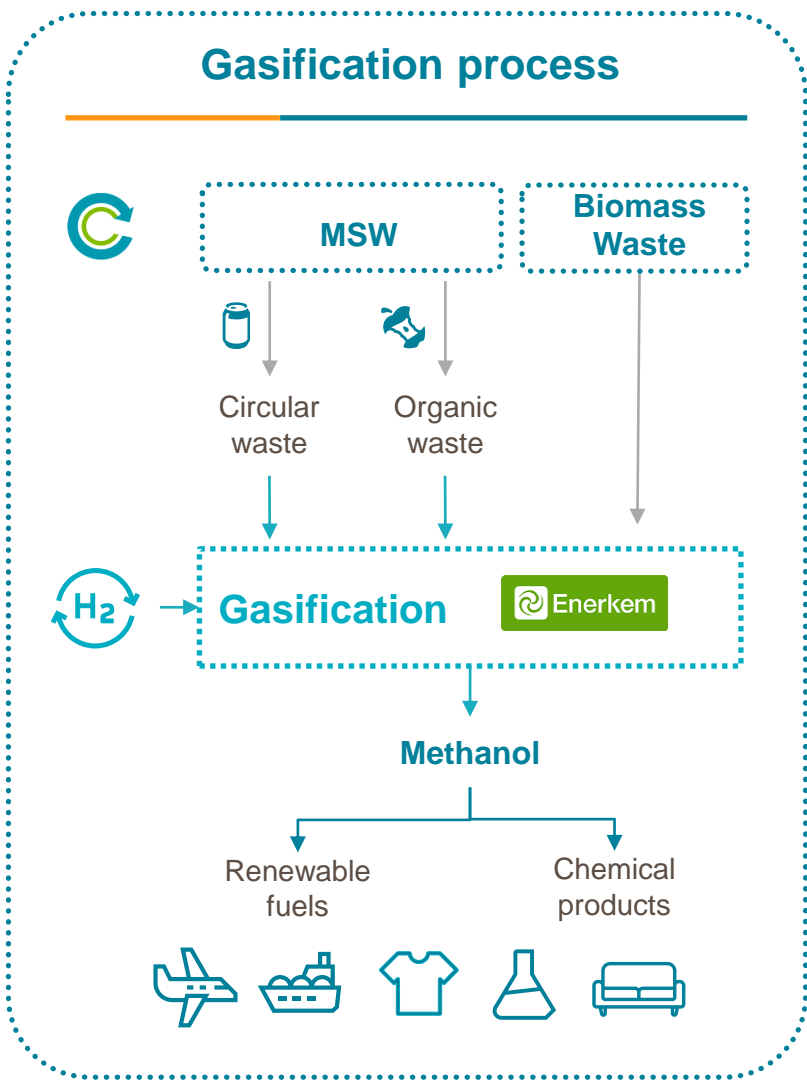 Gasification process
MSW
Biomass
Waste
Circular
waste
Organic
waste
H2
Gasification
Enerkem
Methanol
Renewable
fuels
Chemical
products